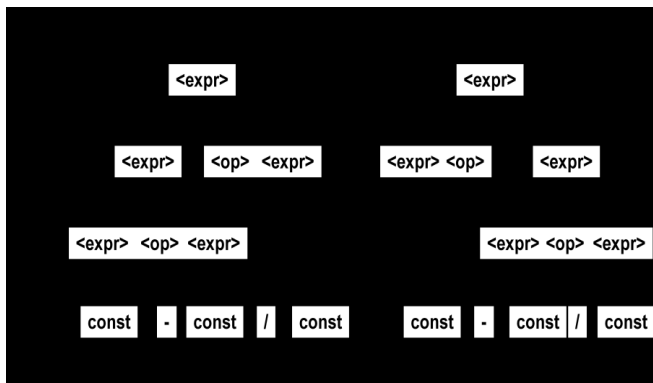 <expr> <expr>
<expr> <op> <expr> <expr> <op> <expr>
<expr> <op> <expr> <expr> <op> <expr>
const - const / const const - const / const